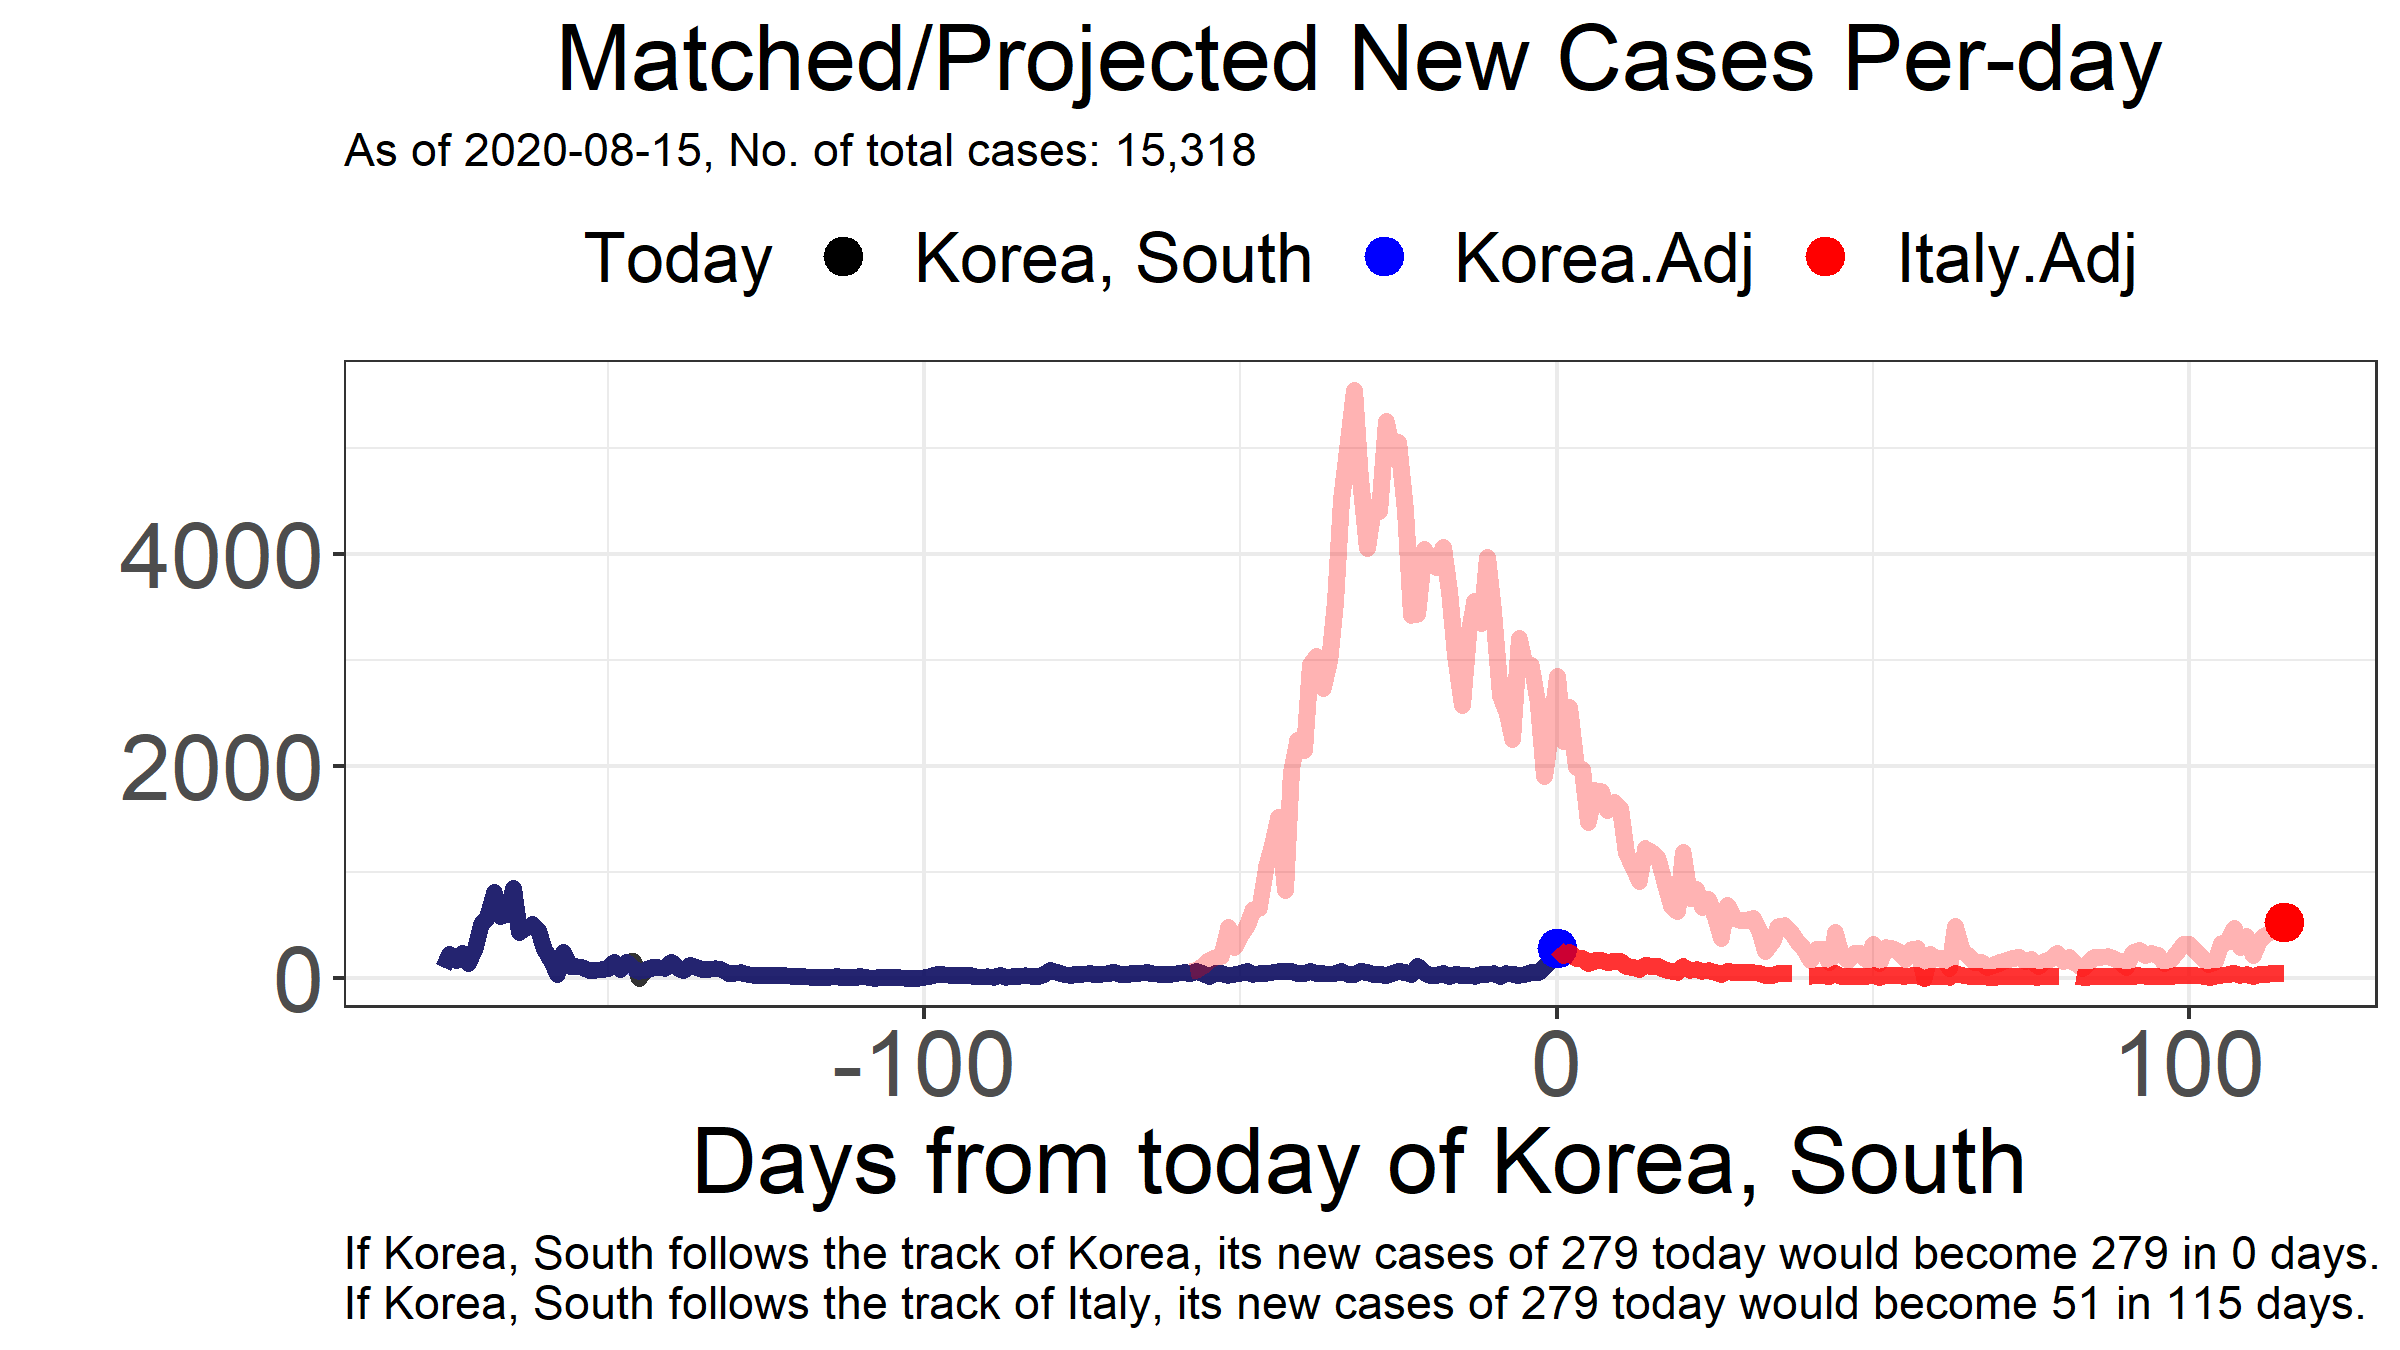 Matched/Projected New Cases Per-day
As of 2020-08-15, No. of total cases: 15,318
Today Korea, South Korea.Adj Italy.Adj
4000
2000
0
-100 0 100
Days from today of Korea, South
If Korea, South follows the track of Korea, its new cases of 279 today would become 279 in 0 days.
If Korea, South follows the track of Italy, its new cases of 279 today would become 51 in 115 days.